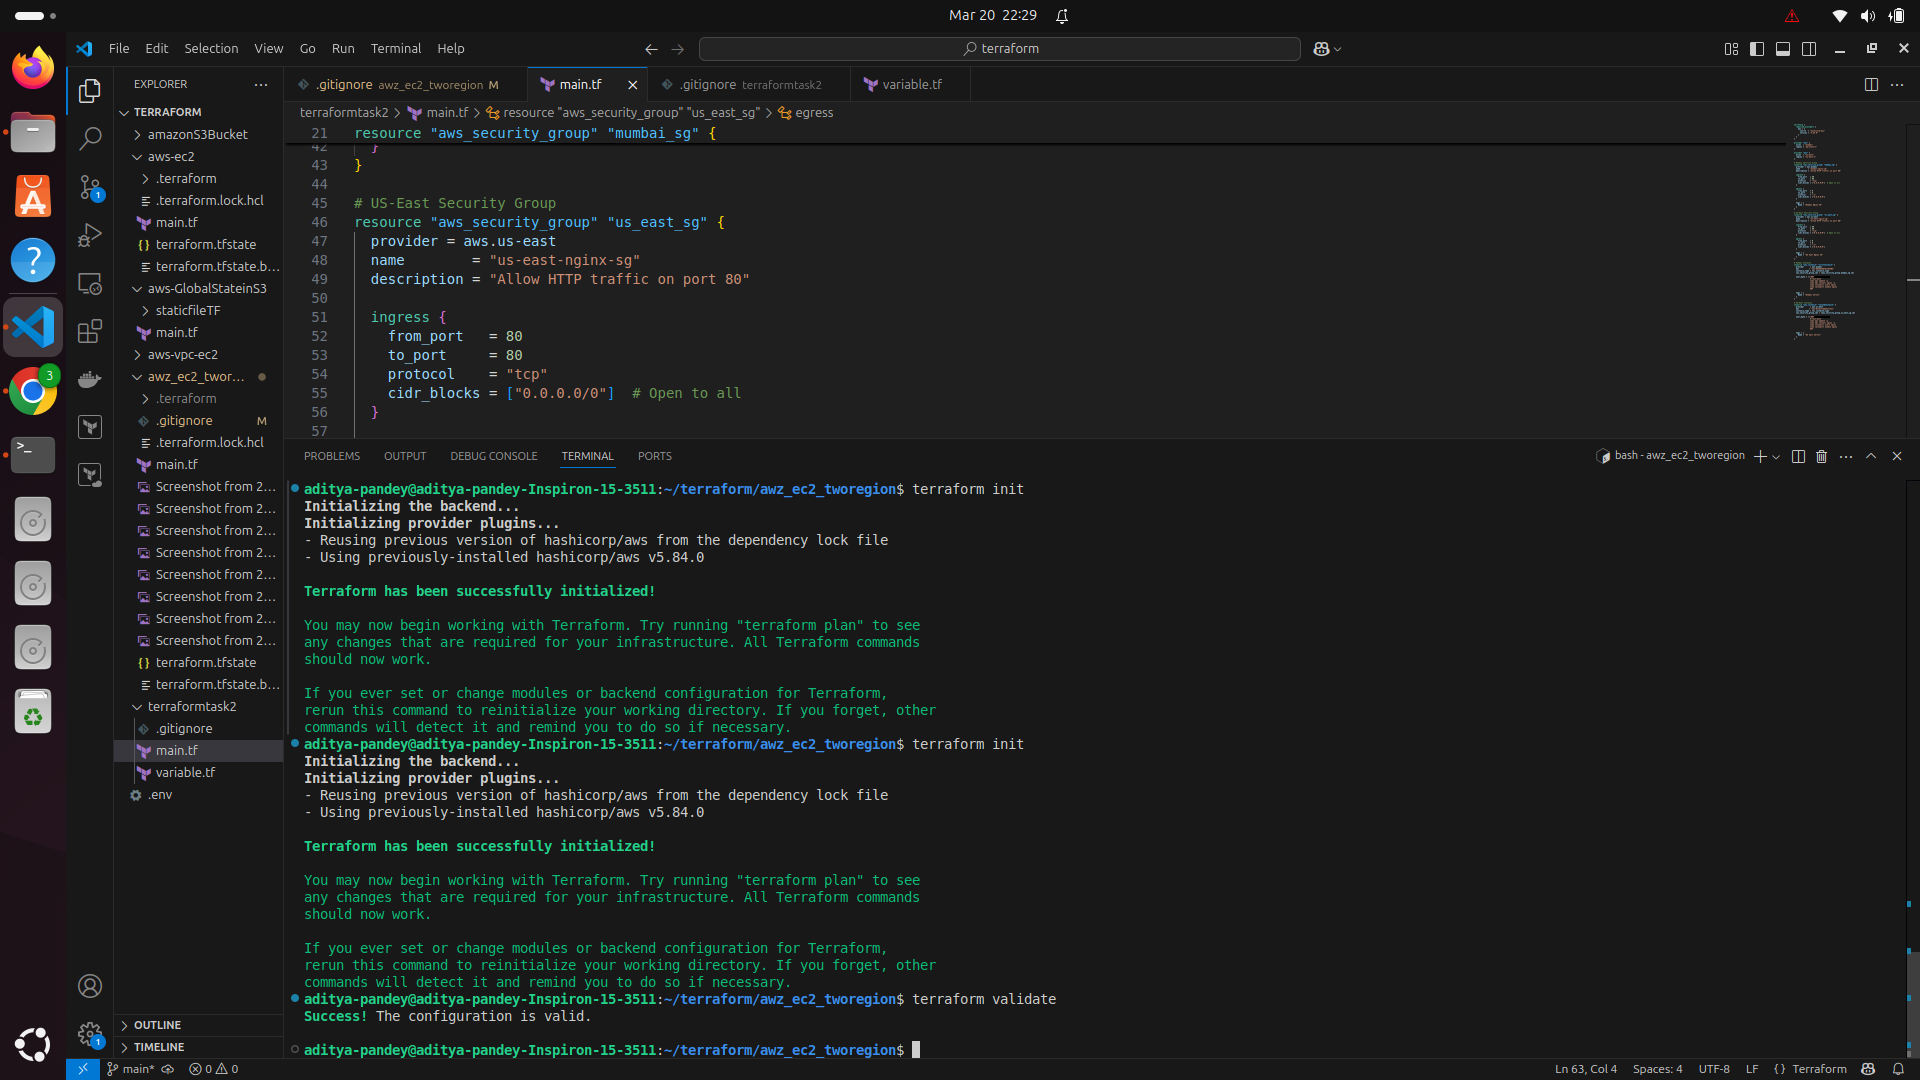 Mar 20 22:29
File Edit Selection View Go Run Terminal Help
terraform
EXPLORER
TERRAFORM
amazonS3Bucket
aws-ec2
.terraform
.terraform.lock.hcl
main.tf
terraform.tfstate
terraform.tfstate.b...
aws-GlobalStateinS3
staticfileTF
main.tf
aws-vpc-ec2
awz_ec2_twor...
.terraform
.gitignore M
.terraform.lock.hcl
main.tf
Screenshot from 2...
Screenshot from 2...
Screenshot from 2...
Screenshot from 2...
Screenshot from 2...
Screenshot from 2...
Screenshot from 2...
Screenshot from 2...
terraform.tfstate
terraform.tfstate.b...
terraformtask2
.gitignore
main.tf
variable.tf
.env
OUTLINE
TIMELINE
.gitignore awz_ec2_tworegion M
main.tf
.gitignore terraformtask2
variable.tf
terraformtask2 > main.tf > resource "aws_security_group" "us_east_sg" > egress
21 resource "aws_security_group" "mumbai_sg" {
42 }
43 }
44
45 # US-East Security Group
46 resource "aws_security_group" "us_east_sg" {
47 provider = aws.us-east
48 name = "us-east-nginx-sg"
49 description = "Allow HTTP traffic on port 80"
50
51 ingress {
52 from_port = 80
53 to_port = 80
54 protocol = "tcp"
55 cidr_blocks = ["0.0.0.0/0"] # Open to all
56 }
57
PROBLEMS OUTPUT DEBUG CONSOLE TERMINAL PORTS
bash - awz_ec2_tworegion
aditya-pandey@aditya-pandey-Inspiron-15-3511:~/terraform/awz_ec2_tworegion$ terraform init
Initializing the backend...
Initializing provider plugins...
- Reusing previous version of hashicorp/aws from the dependency lock file
- Using previously-installed hashicorp/aws v5.84.0
Terraform has been successfully initialized!
You may now begin working with Terraform. Try running "terraform plan" to see
any changes that are required for your infrastructure. All Terraform commands
should now work.
If you ever set or change modules or backend configuration for Terraform,
rerun this command to reinitialize your working directory. If you forget, other
commands will detect it and remind you to do so if necessary.
aditya-pandey@aditya-pandey-Inspiron-15-3511:~/terraform/awz_ec2_tworegion$ terraform init
Initializing the backend...
Initializing provider plugins...
- Reusing previous version of hashicorp/aws from the dependency lock file
- Using previously-installed hashicorp/aws v5.84.0
Terraform has been successfully initialized!
You may now begin working with Terraform. Try running "terraform plan" to see
any changes that are required for your infrastructure. All Terraform commands
should now work.
If you ever set or change modules or backend configuration for Terraform,
rerun this command to reinitialize your working directory. If you forget, other
commands will detect it and remind you to do so if necessary.
aditya-pandey@aditya-pandey-Inspiron-15-3511:~/terraform/awz_ec2_tworegion$ terraform validate
Success! The configuration is valid.
aditya-pandey@aditya-pandey-Inspiron-15-3511:~/terraform/awz_ec2_tworegion$
main* 0 0
Ln 63, Col 4 Spaces: 4 UTF-8 LF {} Terraform
3
1
1